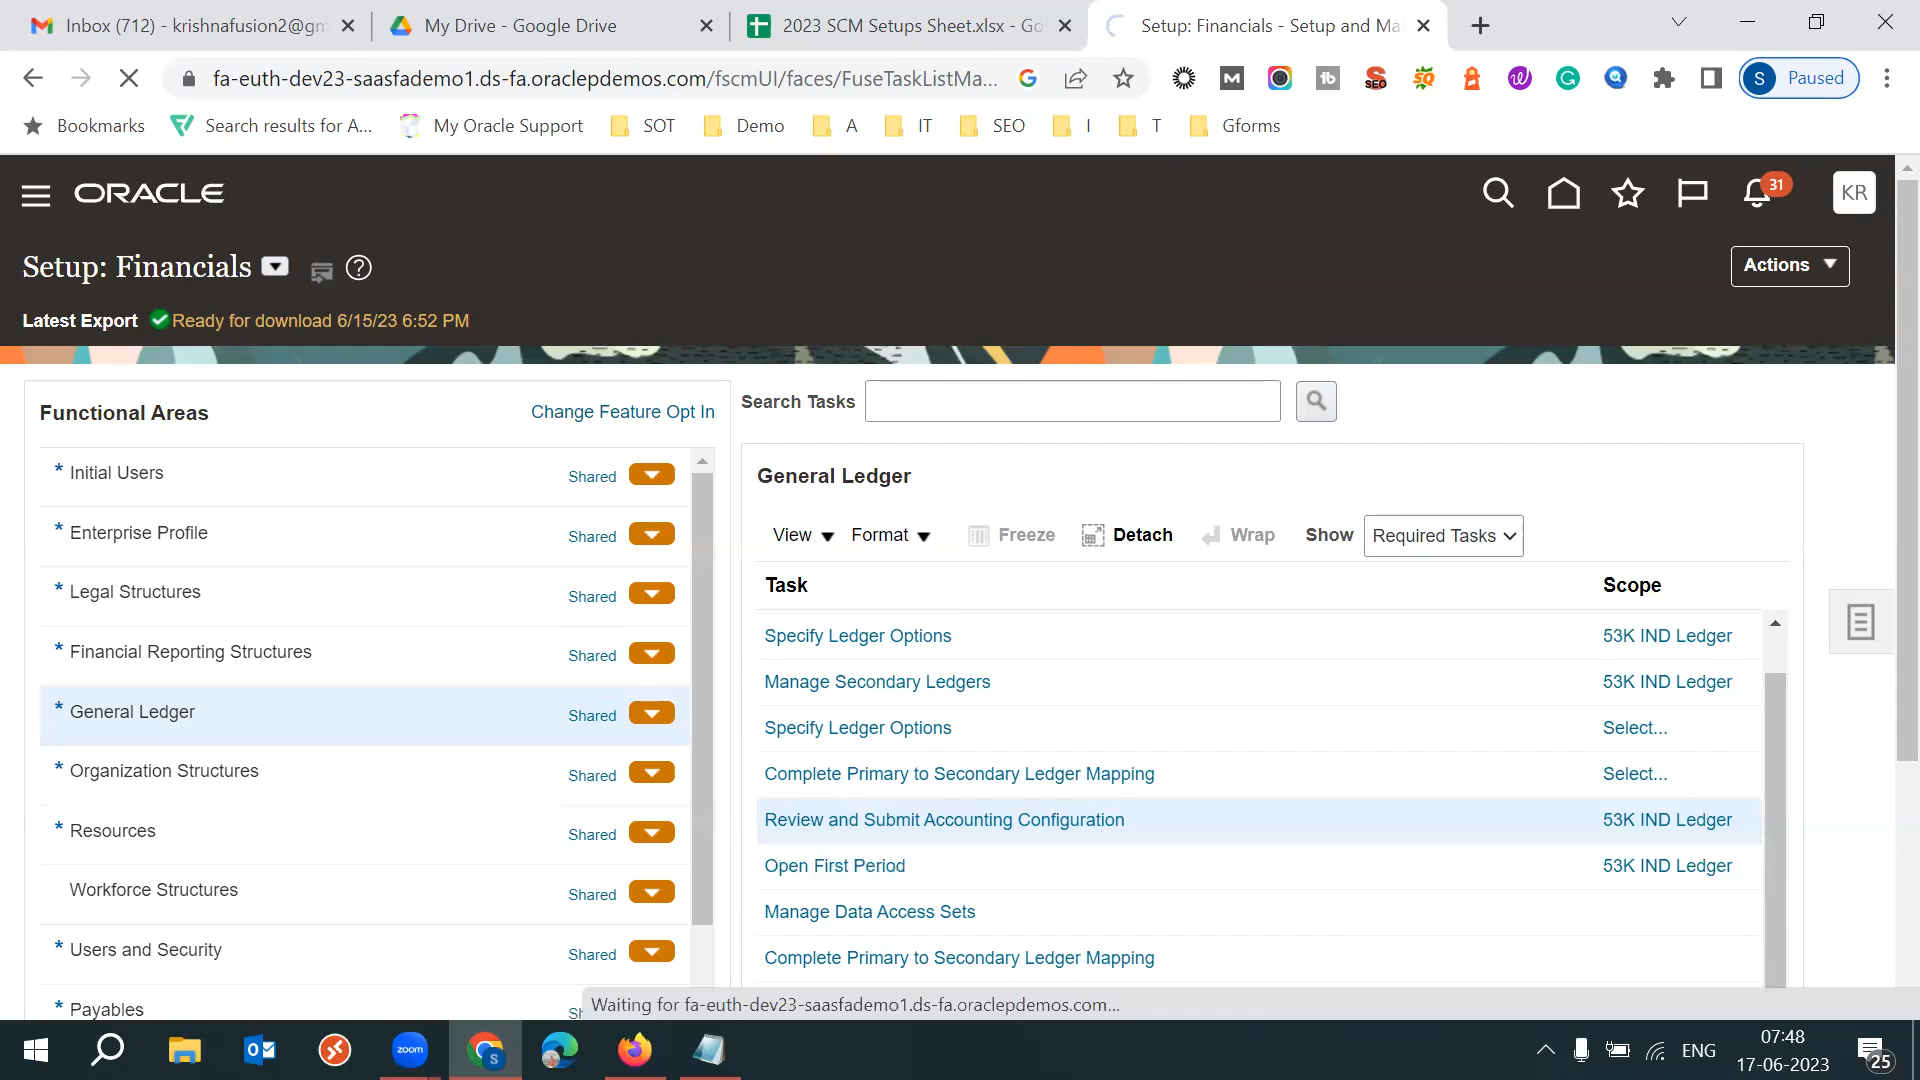 Inbox (712) - krishnafusion2@gm
My Drive - Google Drive
2023 SCM Setups Sheet.xlsx - Go
Setup: Financials - Setup and Mai
fa-euth-dev23-saasfademo1.ds-fa.oraclepdemos.com/fscmUI/faces/FuseTaskListMa...
S Paused
Bookmarks
Search results for A...
My Oracle Support
SOT
Demo
A
IT
SEO
I
T
Gforms
ORACLE
31
KR
Setup: Financials
Actions
Latest Export Ready for download 6/15/23 6:52 PM
Functional Areas
Change Feature Opt In
Search Tasks
* Initial Users Shared
* Enterprise Profile Shared
* Legal Structures Shared
* Financial Reporting Structures Shared
* General Ledger Shared
* Organization Structures Shared
* Resources Shared
Workforce Structures Shared
* Users and Security Shared
* Payables
General Ledger
View Format Freeze Detach Wrap Show Required Tasks
Task Scope
Specify Ledger Options 53K IND Ledger
Manage Secondary Ledgers 53K IND Ledger
Specify Ledger Options Select...
Complete Primary to Secondary Ledger Mapping Select...
Review and Submit Accounting Configuration 53K IND Ledger
Open First Period 53K IND Ledger
Manage Data Access Sets
Complete Primary to Secondary Ledger Mapping
Waiting for fa-euth-dev23-saasfademo1.ds-fa.oraclepdemos.com...
zoom
S
ENG
07:48
17-06-2023
25